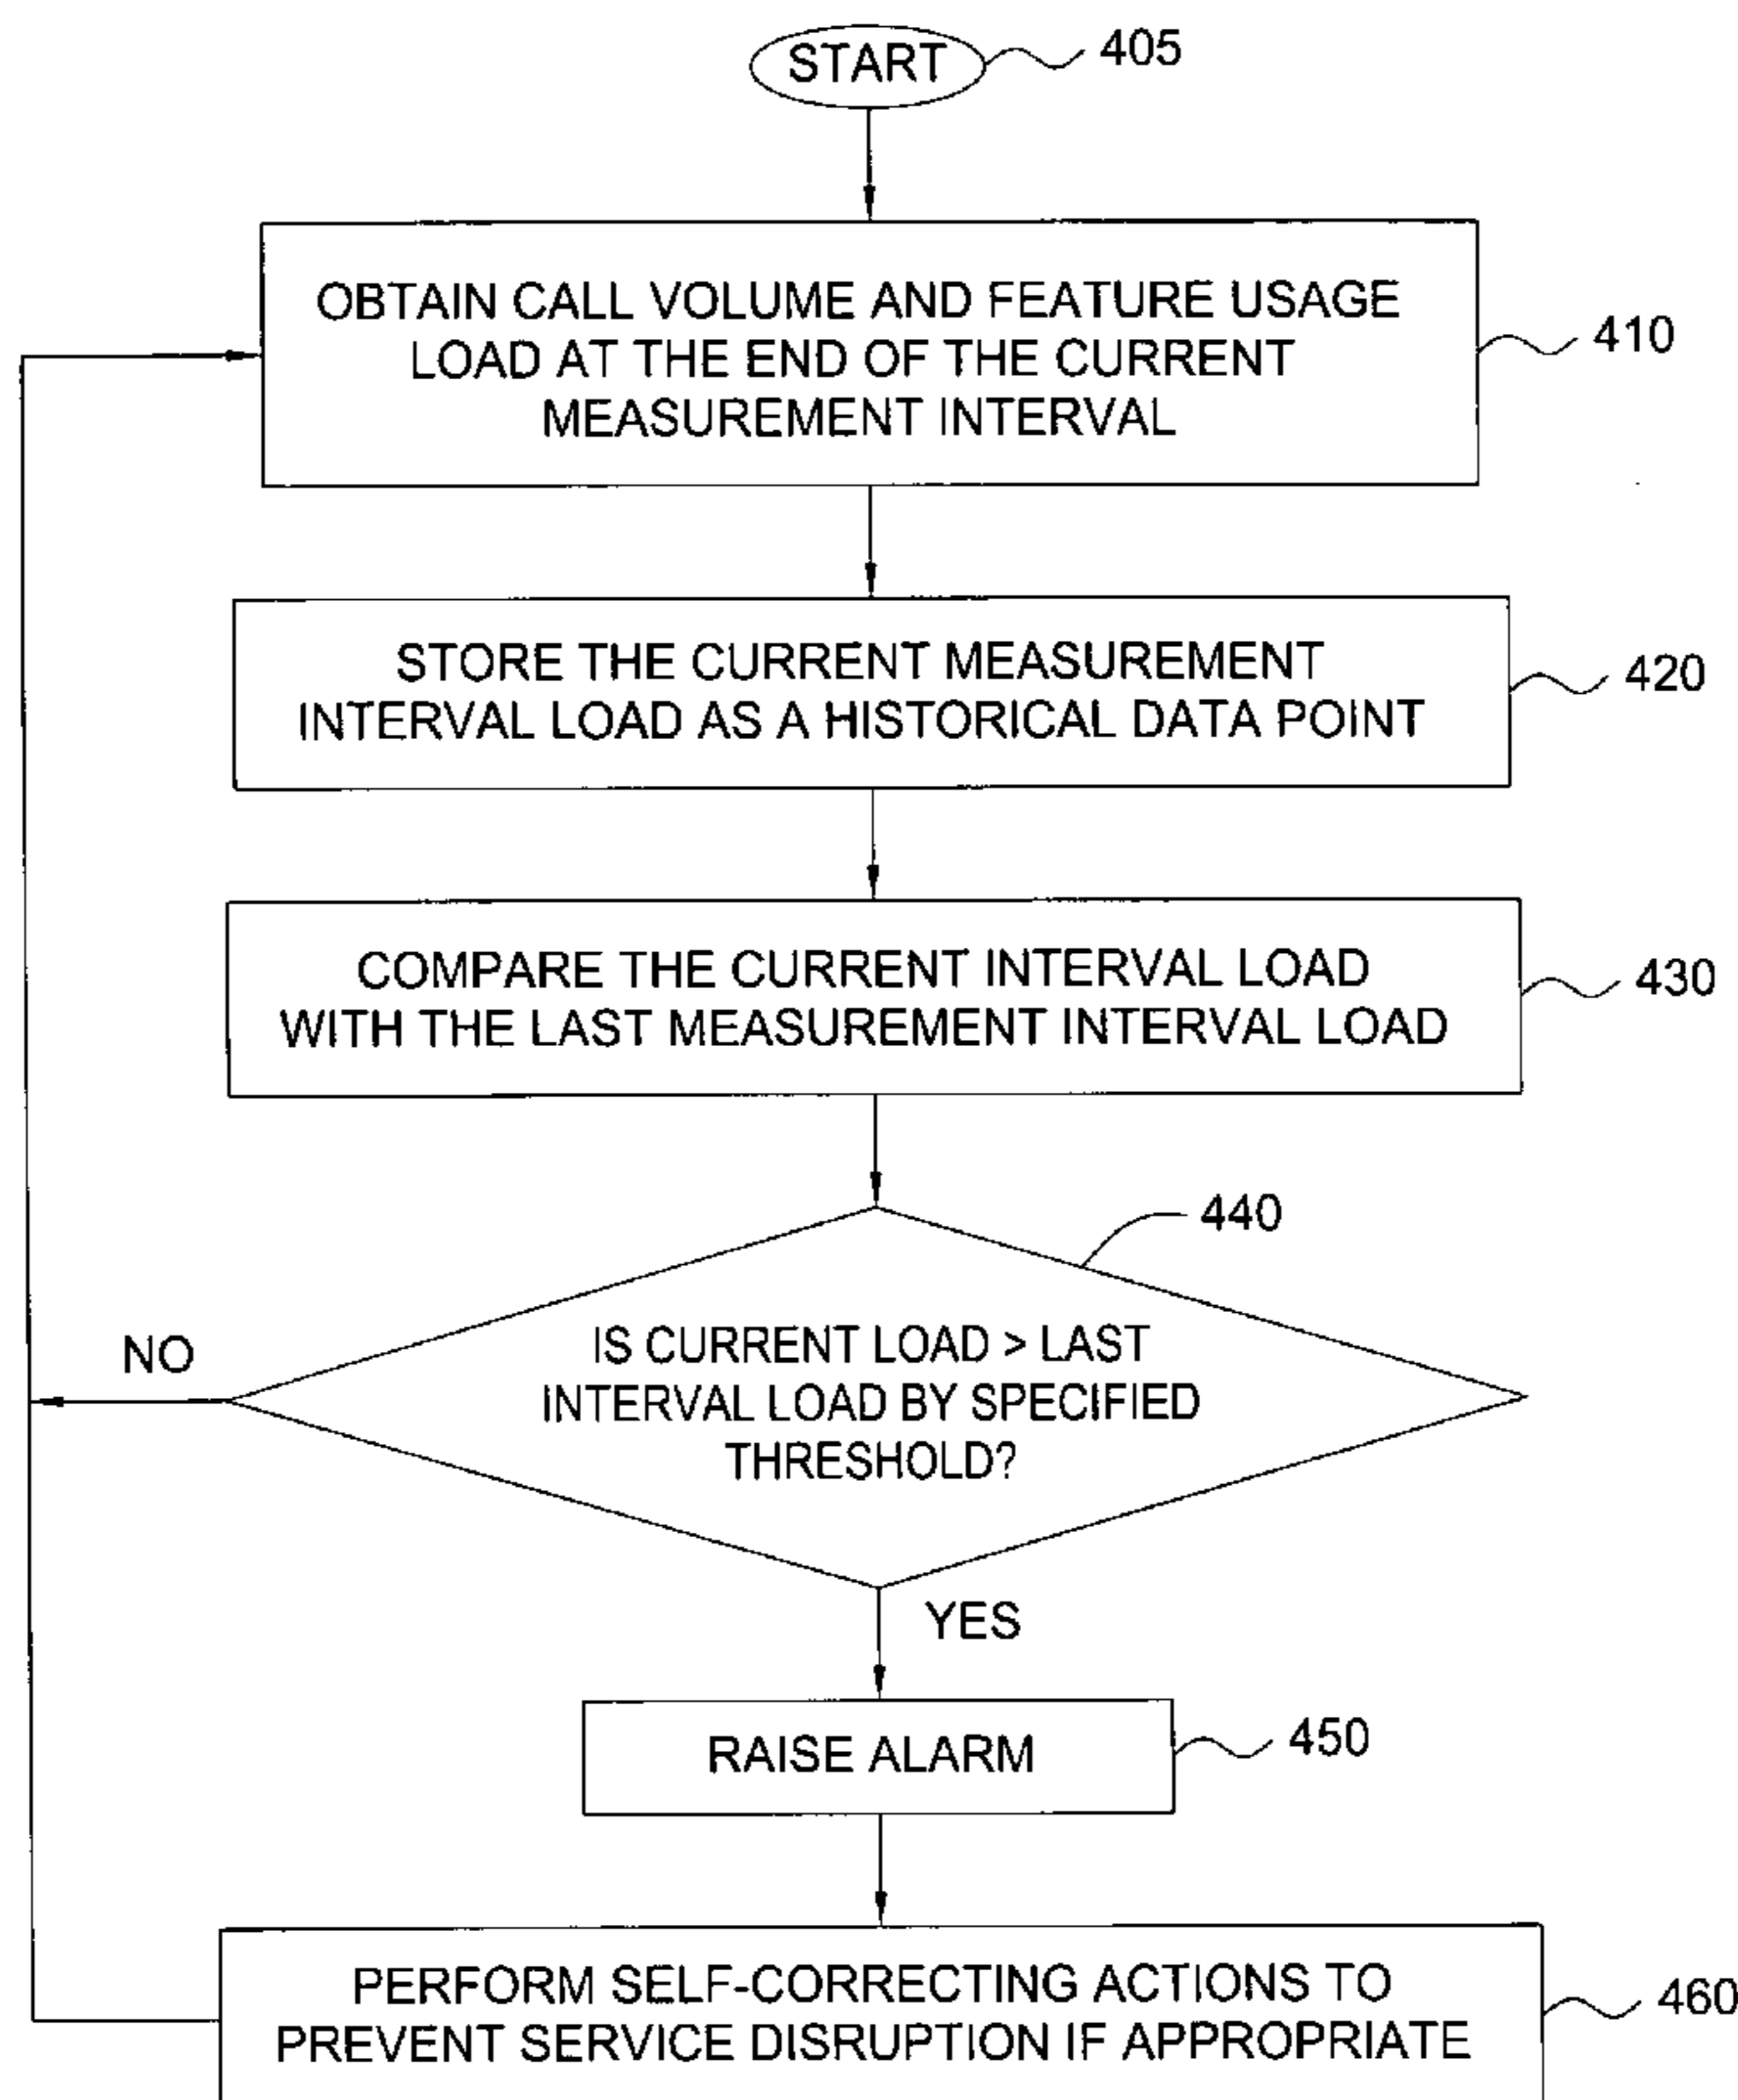 START
405
OBTAIN CALL VOLUME AND FEATURE USAGE
LOAD AT THE END OF THE CURRENT
MEASUREMENT INTERVAL
410
STORE THE CURRENT MEASUREMENT
INTERVAL LOAD AS A HISTORICAL DATA POINT
420
COMPARE THE CURRENT INTERVAL LOAD
WITH THE LAST MEASUREMENT INTERVAL LOAD
430
440
IS CURRENT LOAD > LAST
INTERVAL LOAD BY SPECIFIED
THRESHOLD?
NO
YES
RAISE ALARM
450
PERFORM SELF-CORRECTING ACTIONS TO
PREVENT SERVICE DISRUPTION IF APPROPRIATE
460